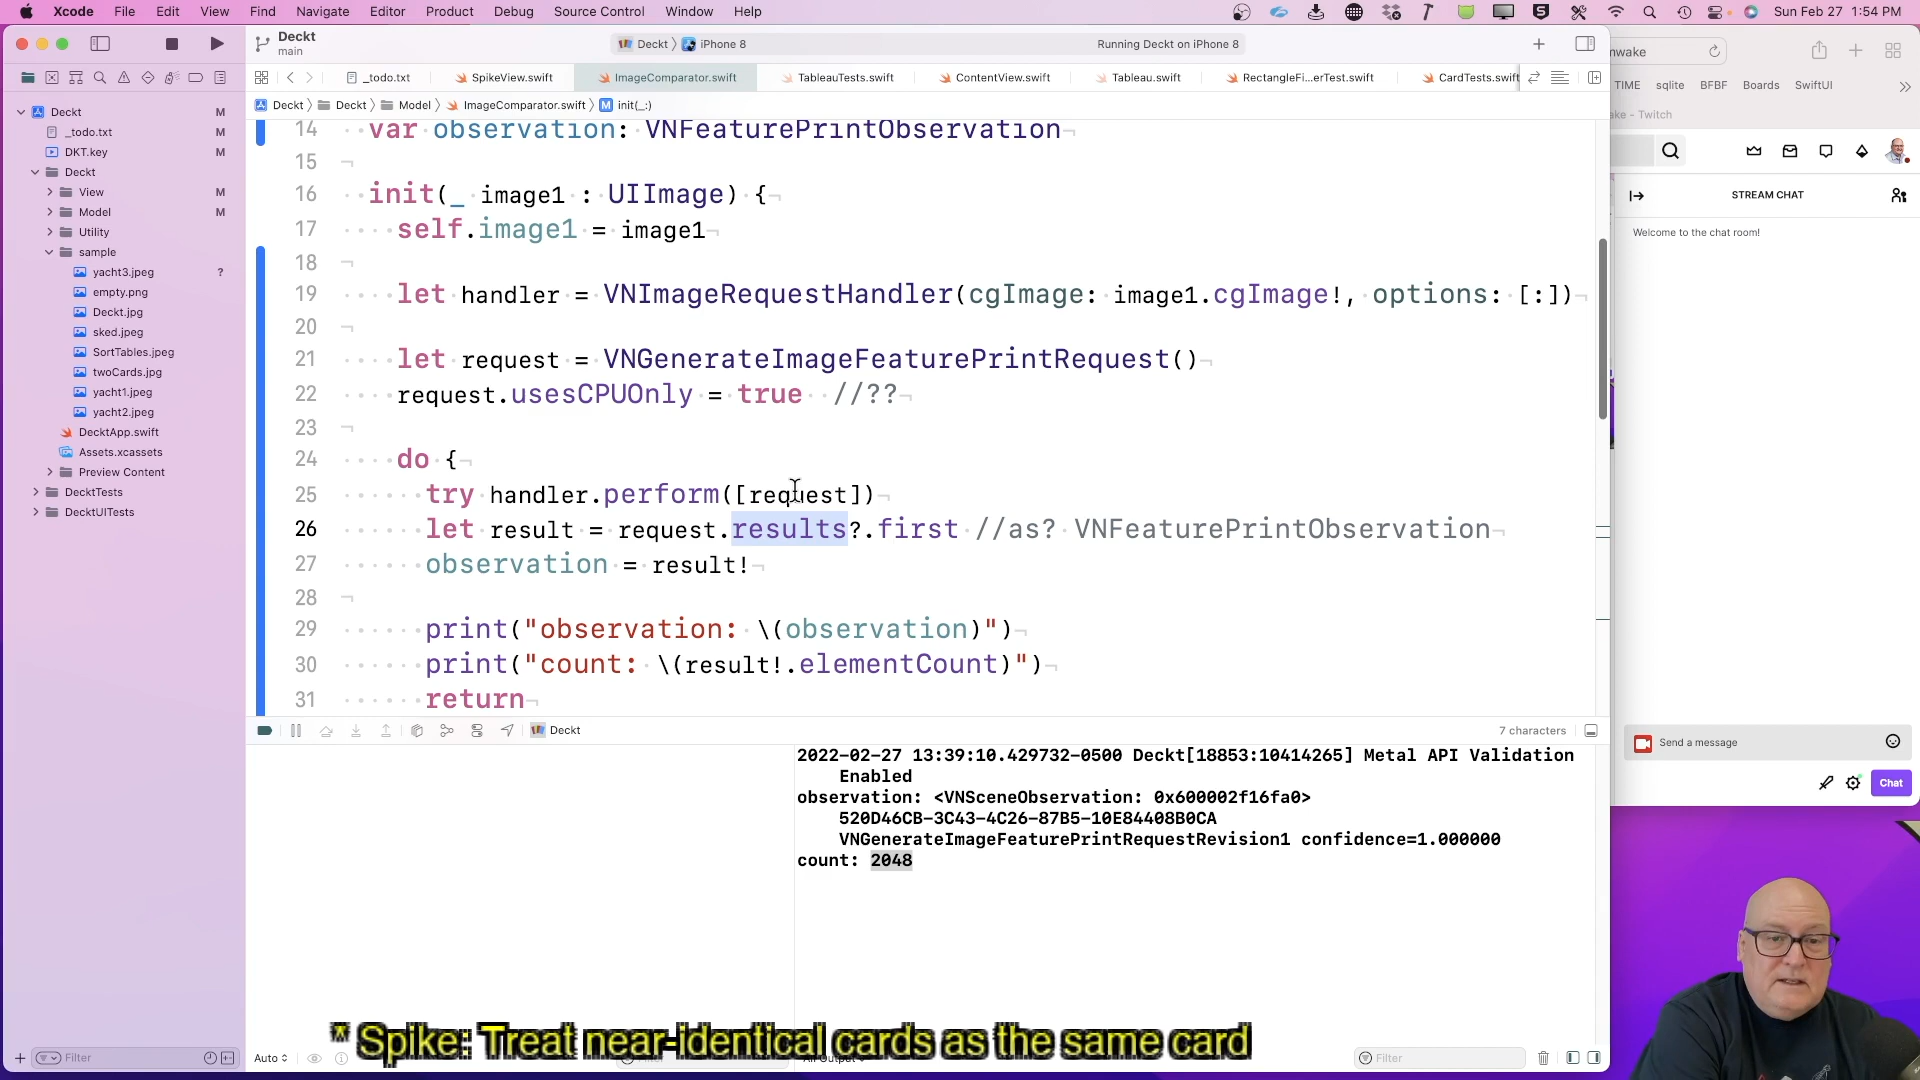 Xcode File Edit View Find Navigate Editor Product Debug Source Control Window Help
Sun Feb 27 1:54 PM
Deckt
main
Deckt 〉 iPhone 8
Running Deckt on iPhone 8
_todo.txt SpikeView.swift ImageComparator.swift TableauTests.swift ContentView.swift Tableau.swift RectangleFi...erTest.swift CardTests.swift
Deckt 〉 Deckt 〉 Model 〉 ImageComparator.swift 〉 M init(_:)
Deckt M
_todo.txt M
DKT.key M
Deckt
View M
Model M
Utility
sample
yacht3.jpeg ?
empty.png
Deckt.jpg
sked.jpeg
SortTables.jpeg
twoCards.jpg
yacht1.jpeg
yacht2.jpeg
DecktApp.swift
Assets.xcassets
Preview Content
DecktTests
DecktUITests
Filter
14 var observation: VNFeaturePrintObservation
15
16 init(_ image1 : UIImage) {
17 self.image1 = image1
18
19 let handler = VNImageRequestHandler(cgImage: image1.cgImage!, options: [:])
20
21 let request = VNGenerateImageFeaturePrintRequest()
22 request.usesCPUOnly = true //??
23
24 do {
25 try handler.perform([request])
26 let result = request.results?.first //as? VNFeaturePrintObservation
27 observation = result!
28
29 print("observation: \(observation)")
30 print("count: \(result!.elementCount)")
31 return
Deckt
7 characters
2022-02-27 13:39:10.429732-0500 Deckt[18853:10414265] Metal API Validation
Enabled
observation: <VNSceneObservation: 0x600002f16fa0>
520D46CB-3C43-4C26-87B5-10E84408B0CA
VNGenerateImageFeaturePrintRequestRevision1 confidence=1.000000
count: 2048
Auto
Filter
* Spike: Treat near-identical cards as the same card
nwake
TIME sqlite BFBF Boards SwiftUI
ke - Twitch
STREAM CHAT
Welcome to the chat room!
Send a message
Chat